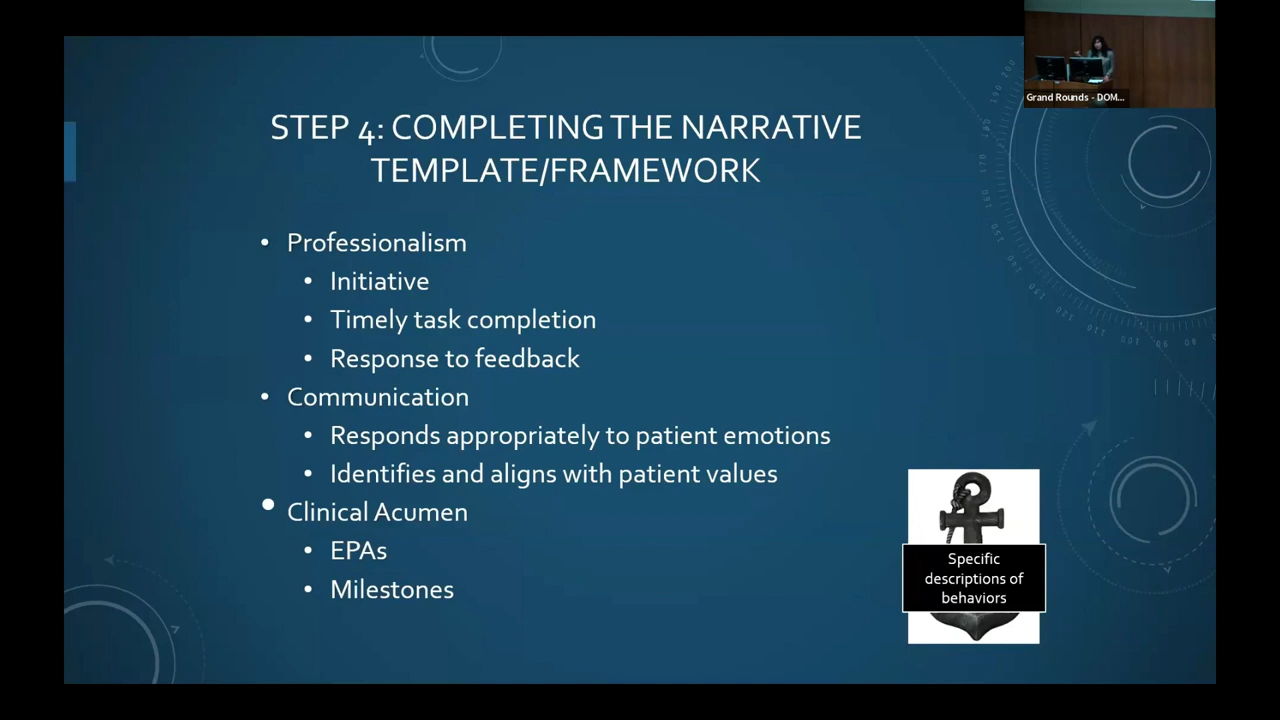 Grand Rounds - DOM...
STEP 4: COMPLETING THE NARRATIVE
TEMPLATE/FRAMEWORK
• Professionalism
• Initiative
• Timely task completion
• Response to feedback
• Communication
• Responds appropriately to patient emotions
• Identifies and aligns with patient values
• Clinical Acumen
• EPAs
• Milestones
Specific
descriptions of
behaviors